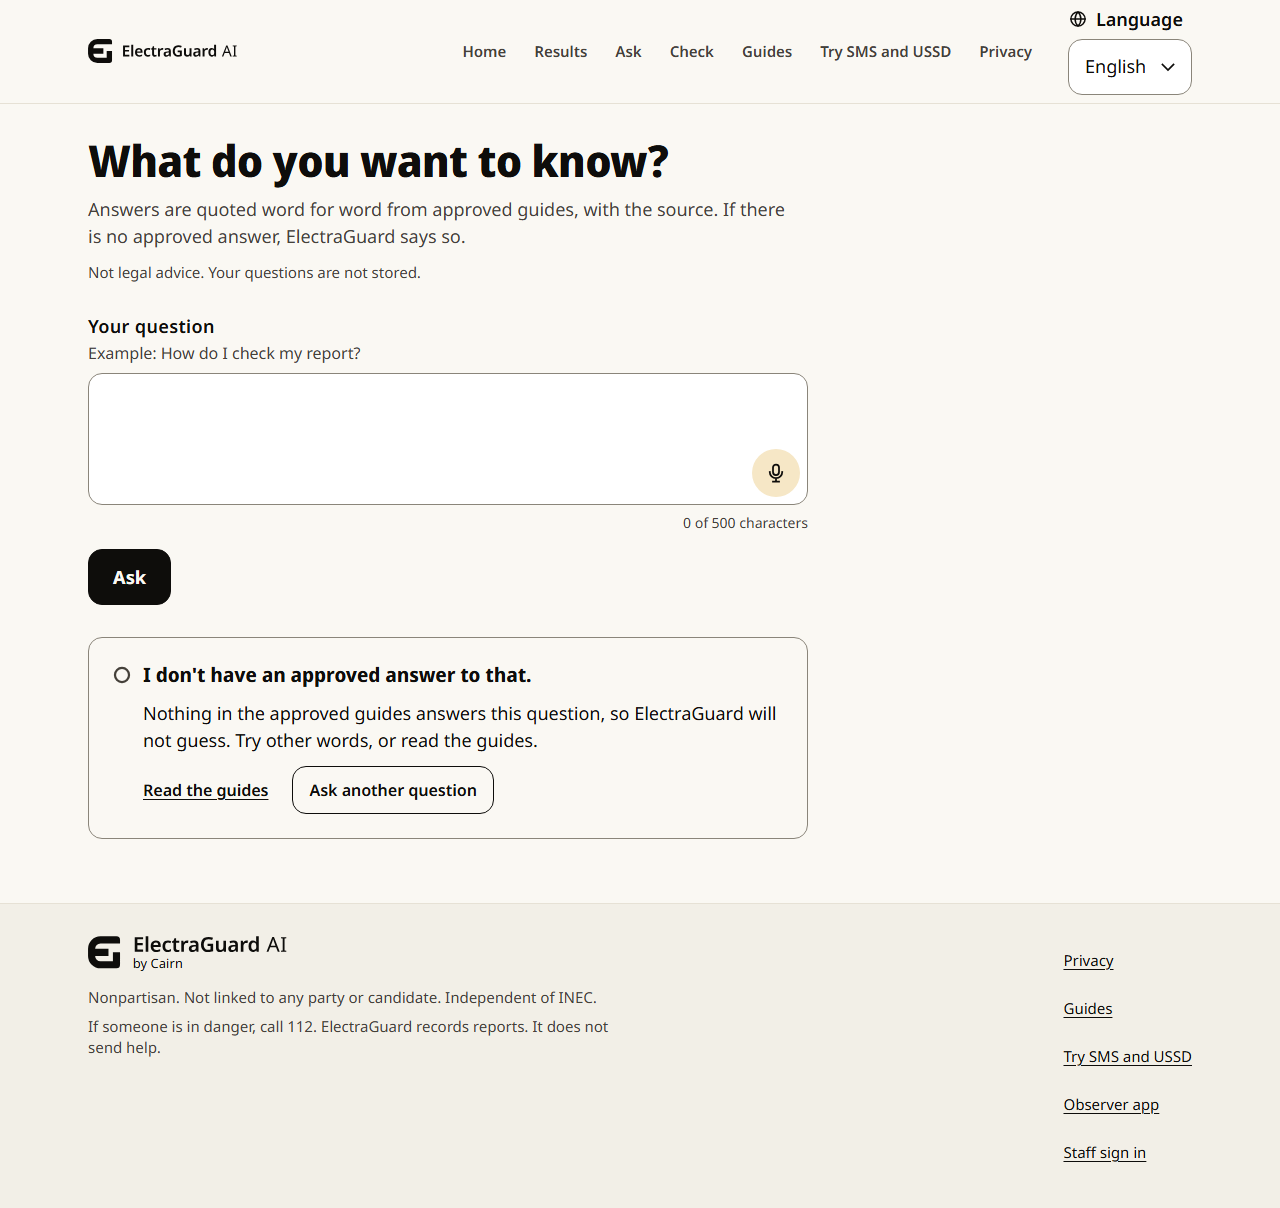 ElectraGuard AI
Home
Results
Ask
Check
Guides
Try SMS and USSD
Privacy
Language
English
What do you want to know?
Answers are quoted word for word from approved guides, with the source. If there
is no approved answer, ElectraGuard says so.
Not legal advice. Your questions are not stored.
Your question
Example: How do I check my report?
0 of 500 characters
Ask
I don't have an approved answer to that.
Nothing in the approved guides answers this question, so ElectraGuard will
not guess. Try other words, or read the guides.
Read the guides
Ask another question
ElectraGuard AI
by Cairn
Nonpartisan. Not linked to any party or candidate. Independent of INEC.
If someone is in danger, call 112. ElectraGuard records reports. It does not
send help.
Privacy
Guides
Try SMS and USSD
Observer app
Staff sign in